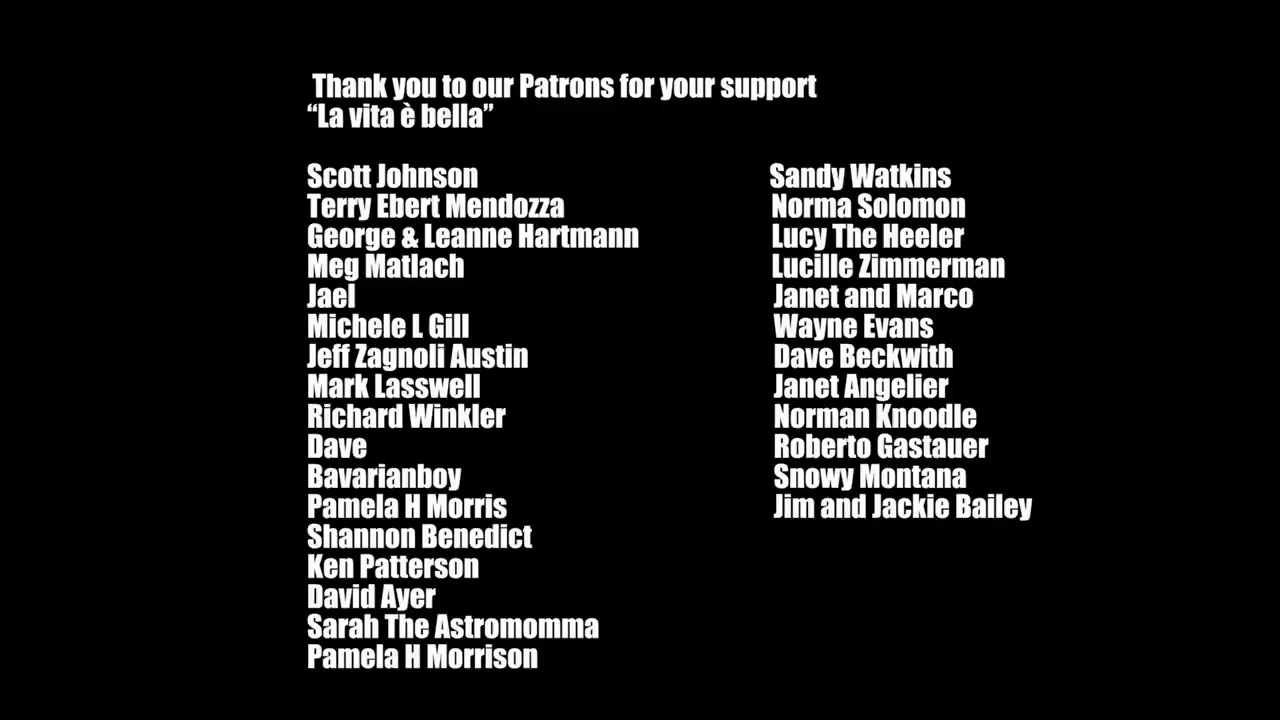 Thank you to our Patrons for your support
“La vita è bella”
Scott Johnson
Terry Ebert Mendozza
George & Leanne Hartmann
Meg Matlach
Jael
Michele L Gill
Jeff Zagnoli Austin
Mark Lasswell
Richard Winkler
Dave
Bavarianboy
Pamela H Morris
Shannon Benedict
Ken Patterson
David Ayer
Sarah The Astromomma
Pamela H Morrison
Sandy Watkins
Norma Solomon
Lucy The Heeler
Lucille Zimmerman
Janet and Marco
Wayne Evans
Dave Beckwith
Janet Angelier
Norman Knoodle
Roberto Gastauer
Snowy Montana
Jim and Jackie Bailey